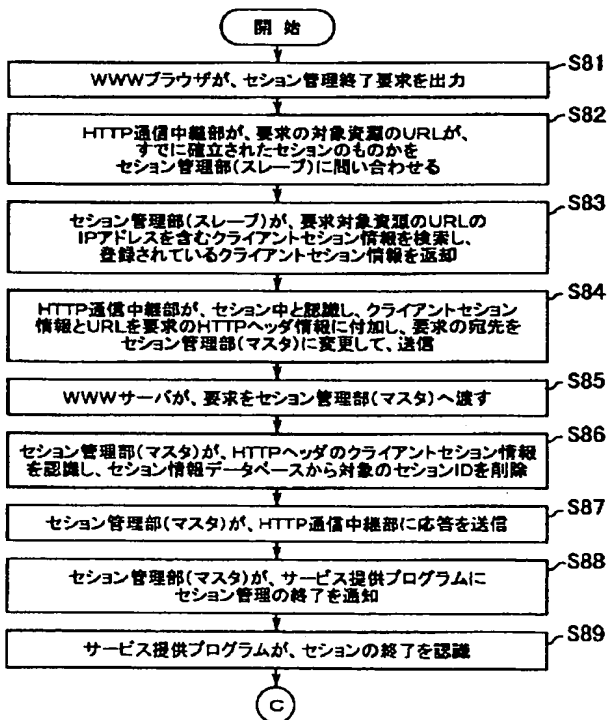 開始
S81
WWWブラウザが、セション管理終了要求を出力
S82
HTTP通信中継部が、要求の対象資源のURLが、
すでに確立されたセションのものかを
セション管理部(スレーブ)に問い合わせる
S83
セション管理部(スレーブ)が、要求対象資源のURLの
IPアドレスを含むクライアントセション情報を検索し、
登録されているクライアントセション情報を返却
S84
HTTP通信中継部が、セション中と認識し、クライアントセション
情報とURLを要求のHTTPヘッダ情報に付加し、要求の宛先を
セション管理部(マスタ)に変更して、送信
S85
WWWサーバが、要求をセション管理部(マスタ)へ渡す
S86
セション管理部(マスタ)が、HTTPヘッダのクライアントセション情報
を認識し、セション情報データベースから対象のセションIDを削除
S87
セション管理部(マスタ)が、HTTP通信中継部に応答を送信
S88
セション管理部(マスタ)が、サービス提供プログラムに
セション管理の終了を通知
S89
サービス提供プログラムが、セションの終了を認識
C